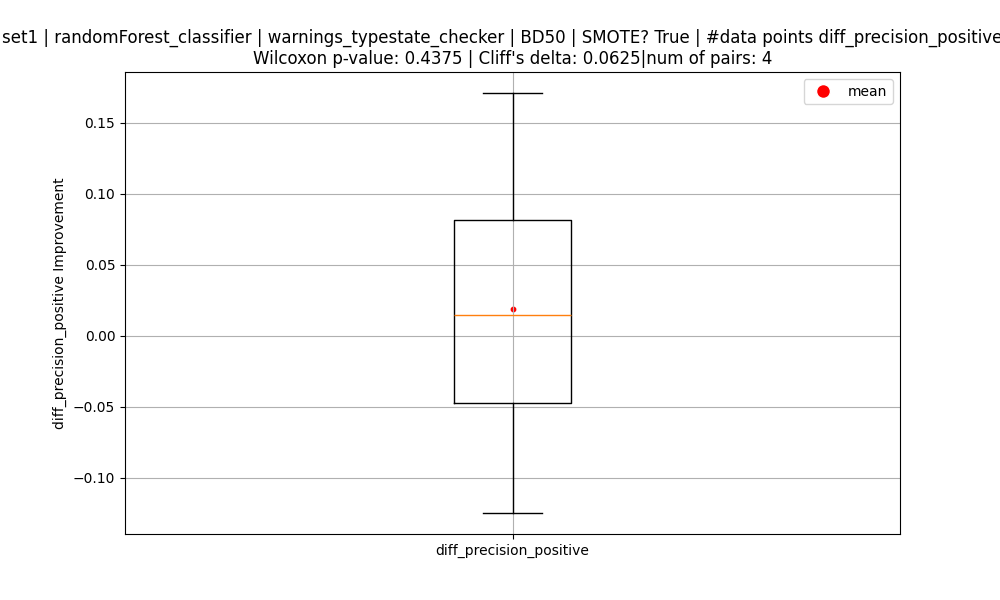 set1 | randomForest_classifier | warnings_typestate_checker | BD50 | SMOTE? True | #data points diff_precision_positive
Wilcoxon p-value: 0.4375 | Cliff's delta: 0.0625|num of pairs: 4
mean
0.15
0.10
0.05
0.00
−0.05
−0.10
diff_precision_positive Improvement
diff_precision_positive